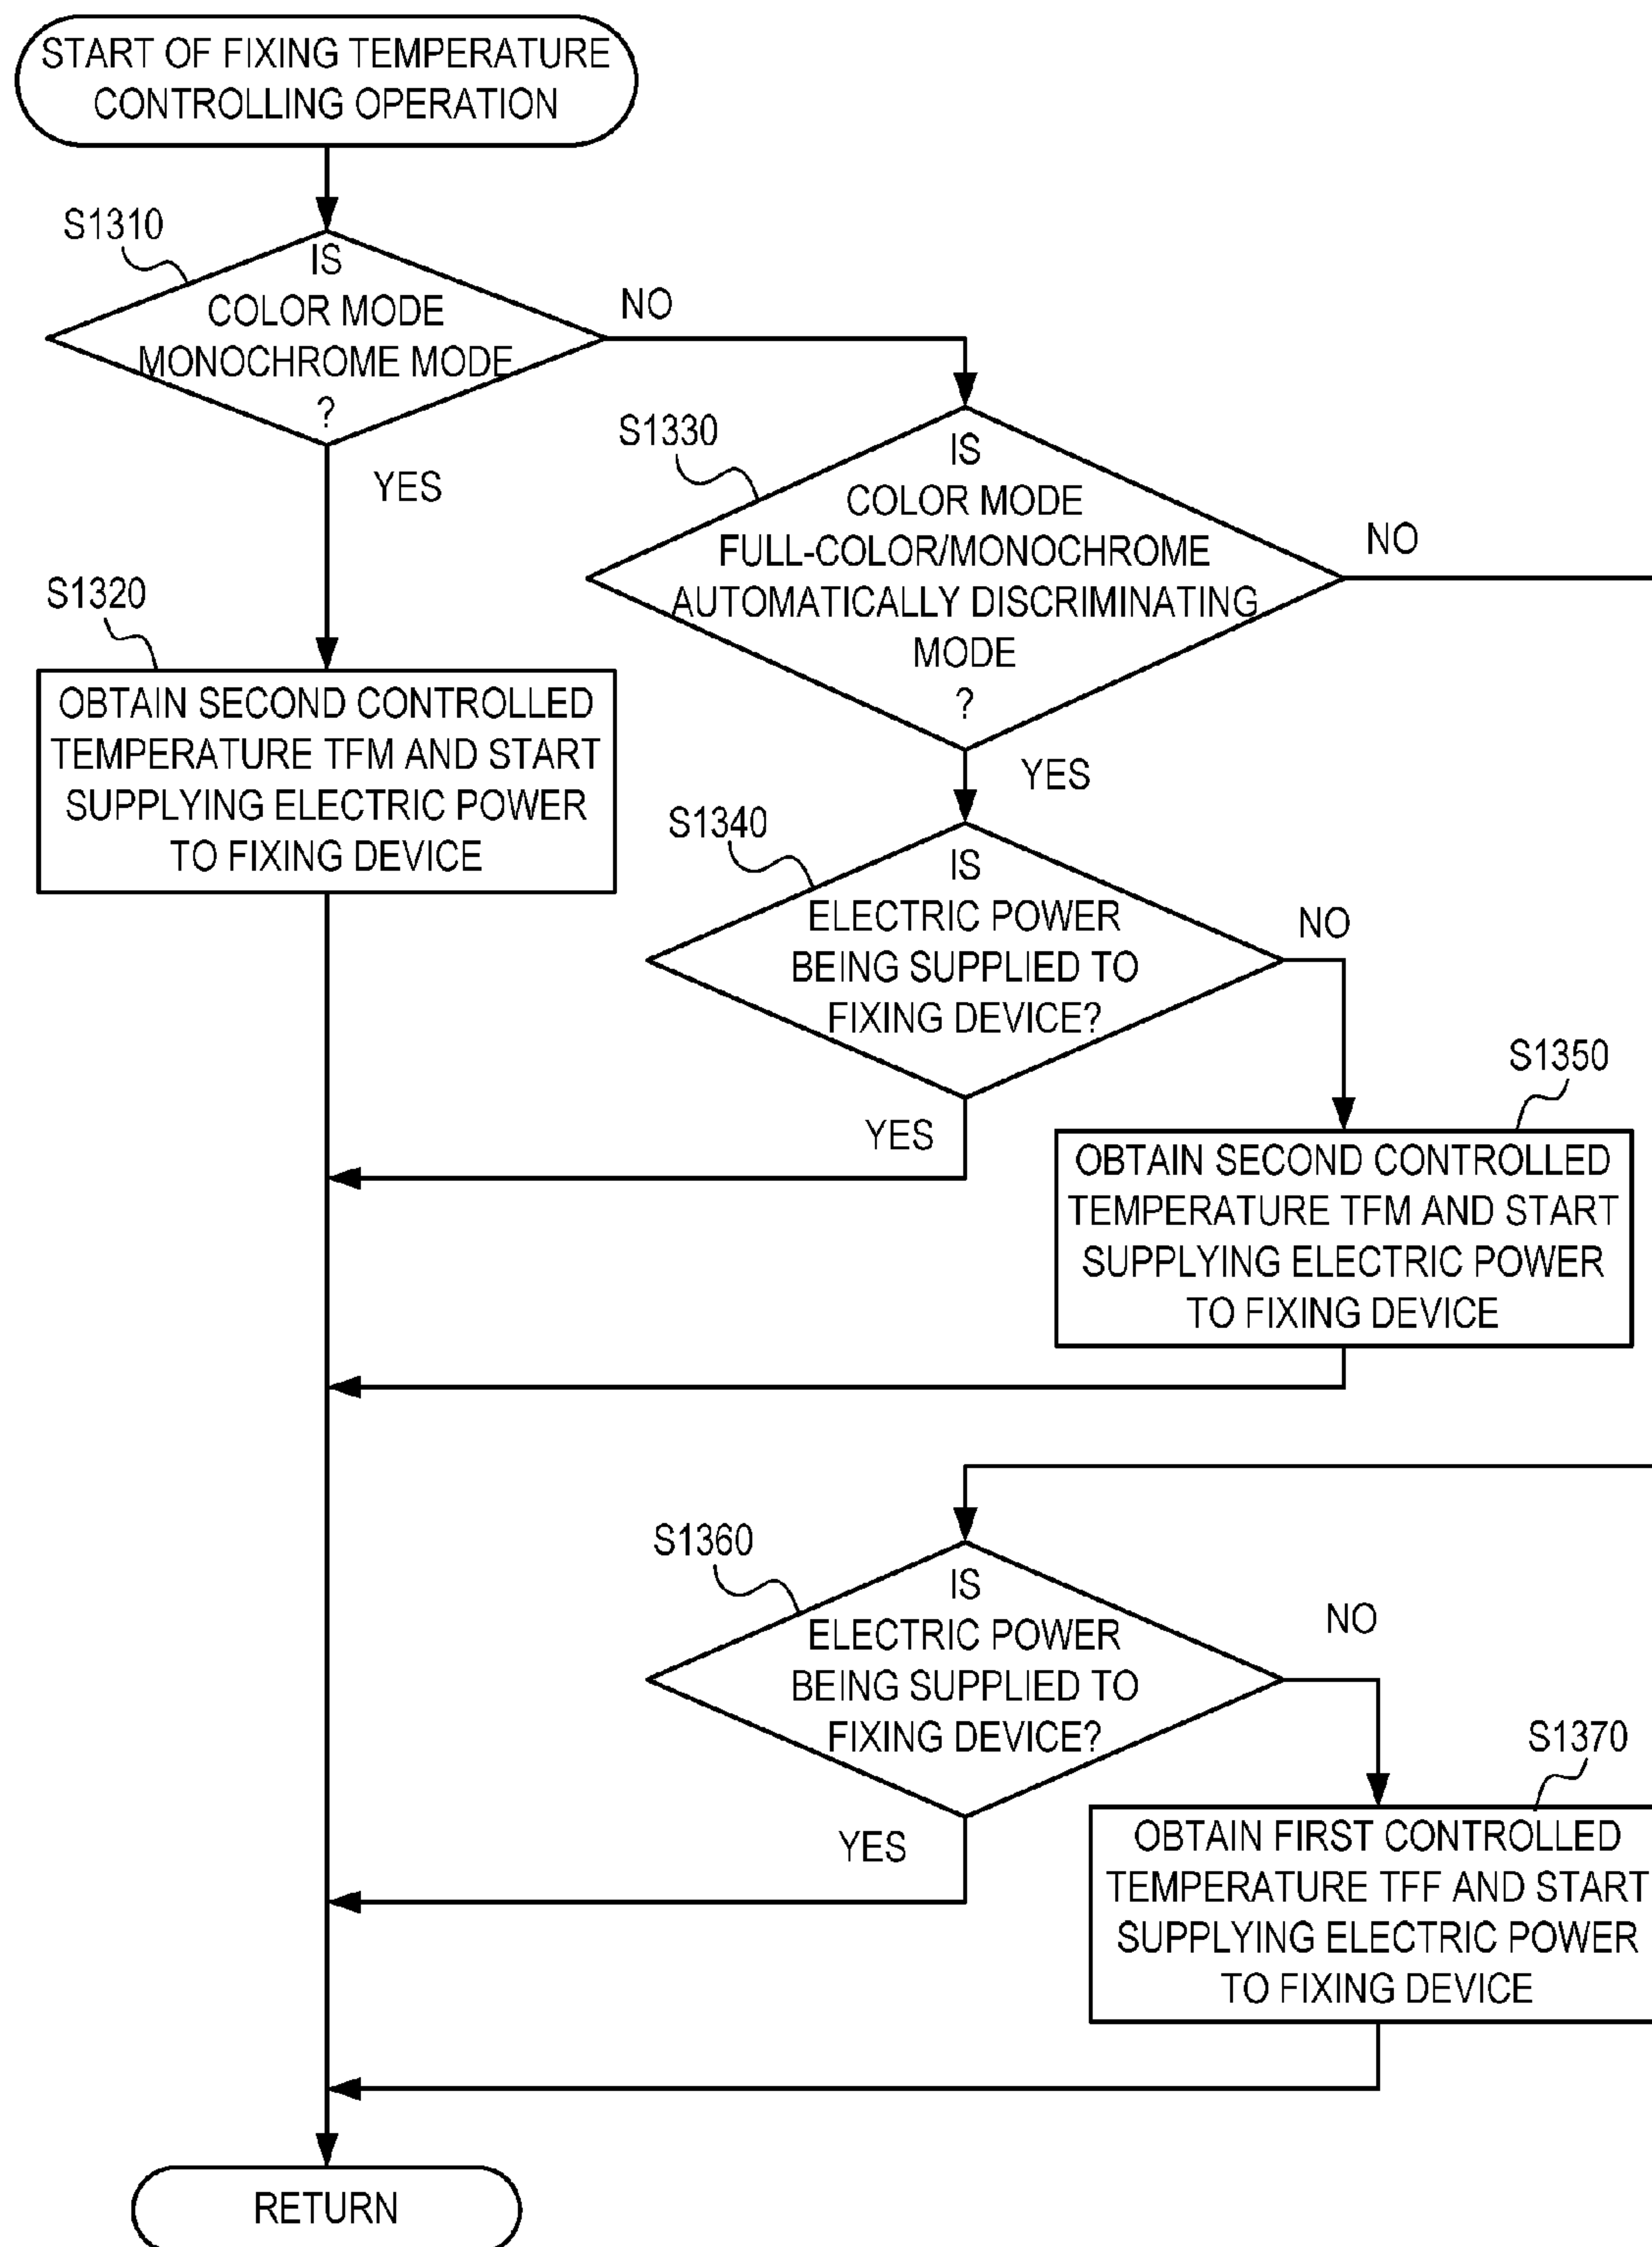 START OF FIXING TEMPERATURE
CONTROLLING OPERATION
S1310
IS
COLOR MODE
MONOCHROME MODE
?
NO
YES
S1320
OBTAIN SECOND CONTROLLED
TEMPERATURE TFM AND START
SUPPLYING ELECTRIC POWER
TO FIXING DEVICE
S1330
IS
COLOR MODE
FULL-COLOR/MONOCHROME
AUTOMATICALLY DISCRIMINATING
MODE
?
NO
YES
S1340
IS
ELECTRIC POWER
BEING SUPPLIED TO
FIXING DEVICE?
NO
YES
S1350
OBTAIN SECOND CONTROLLED
TEMPERATURE TFM AND START
SUPPLYING ELECTRIC POWER
TO FIXING DEVICE
S1360
IS
ELECTRIC POWER
BEING SUPPLIED TO
FIXING DEVICE?
NO
YES
S1370
OBTAIN FIRST CONTROLLED
TEMPERATURE TFF AND START
SUPPLYING ELECTRIC POWER
TO FIXING DEVICE
RETURN